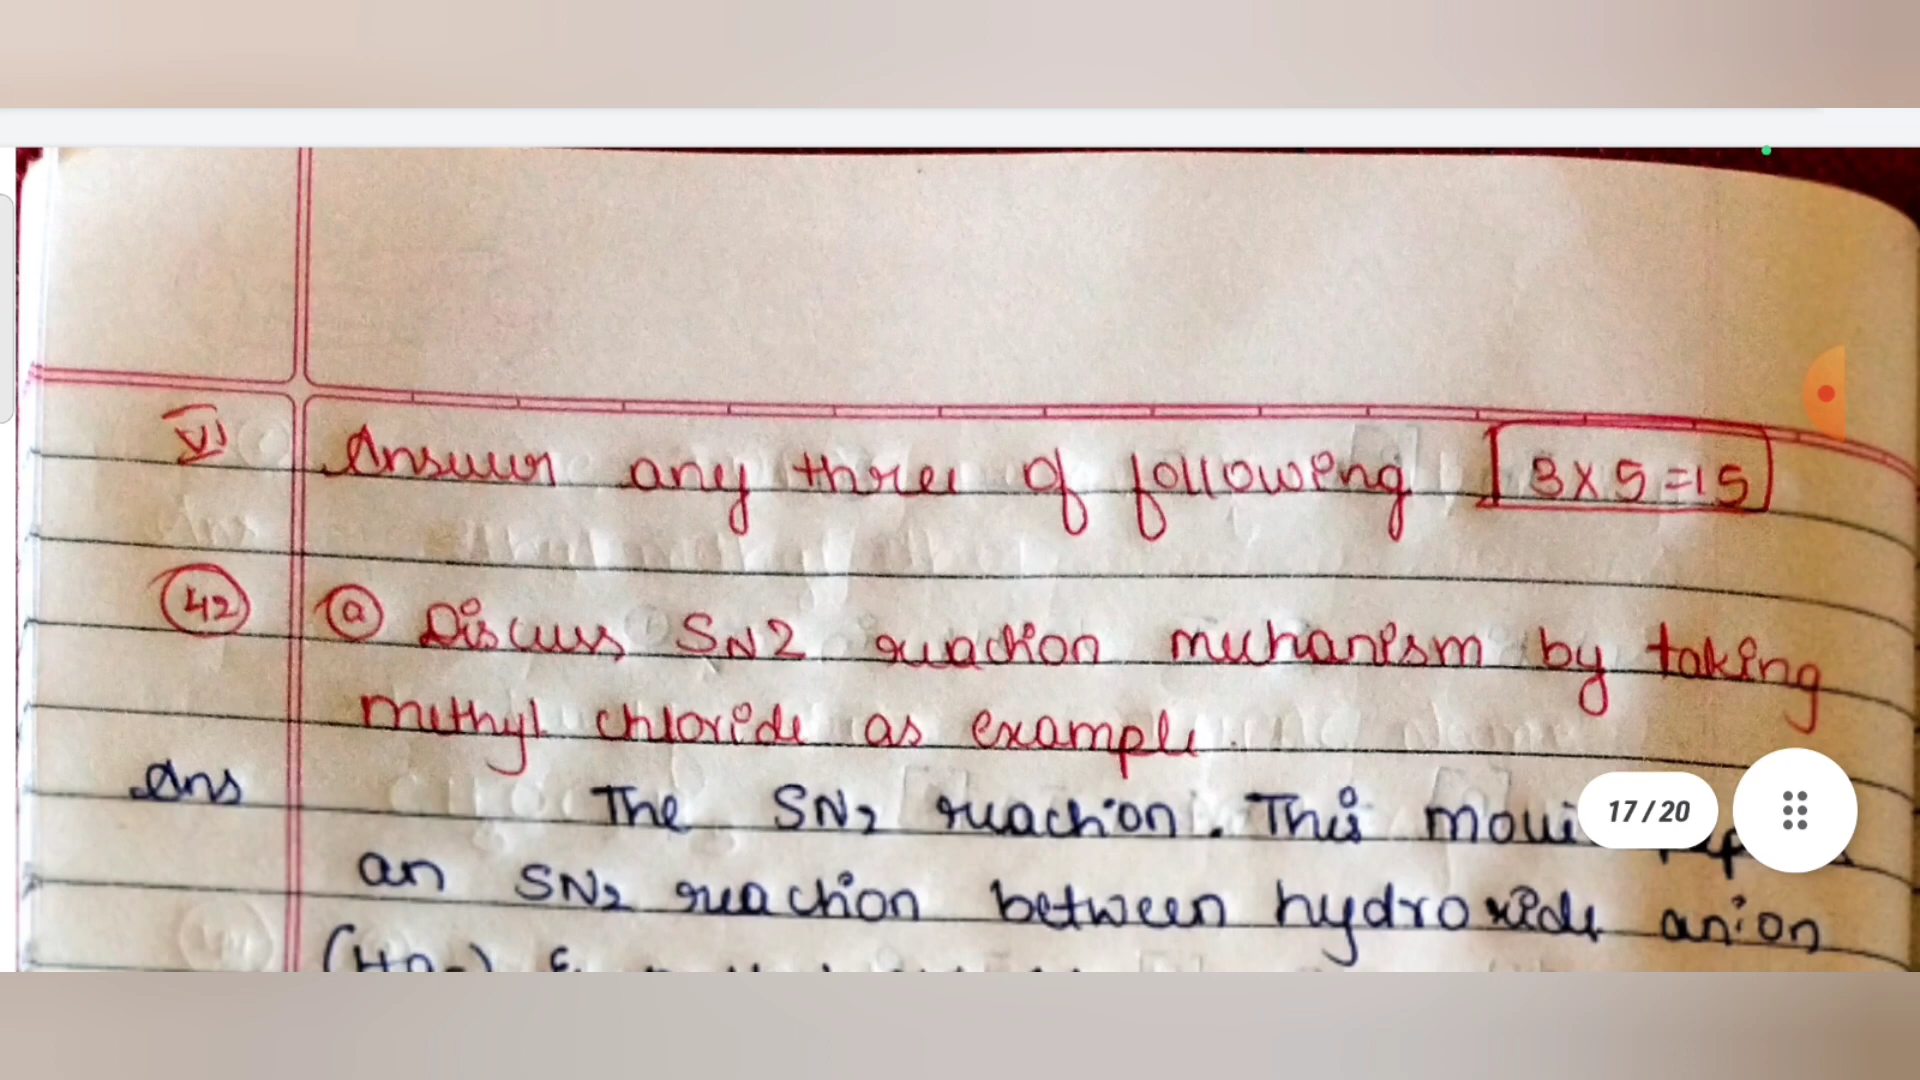 VI Answer any three of following 3 x 5 = 15
42 a Discuss SN2 reaction mechanism by taking
methyl chloride as example.
Ans The SN2 reaction. This
17 / 20
an SN2 reaction between hydroxide anion